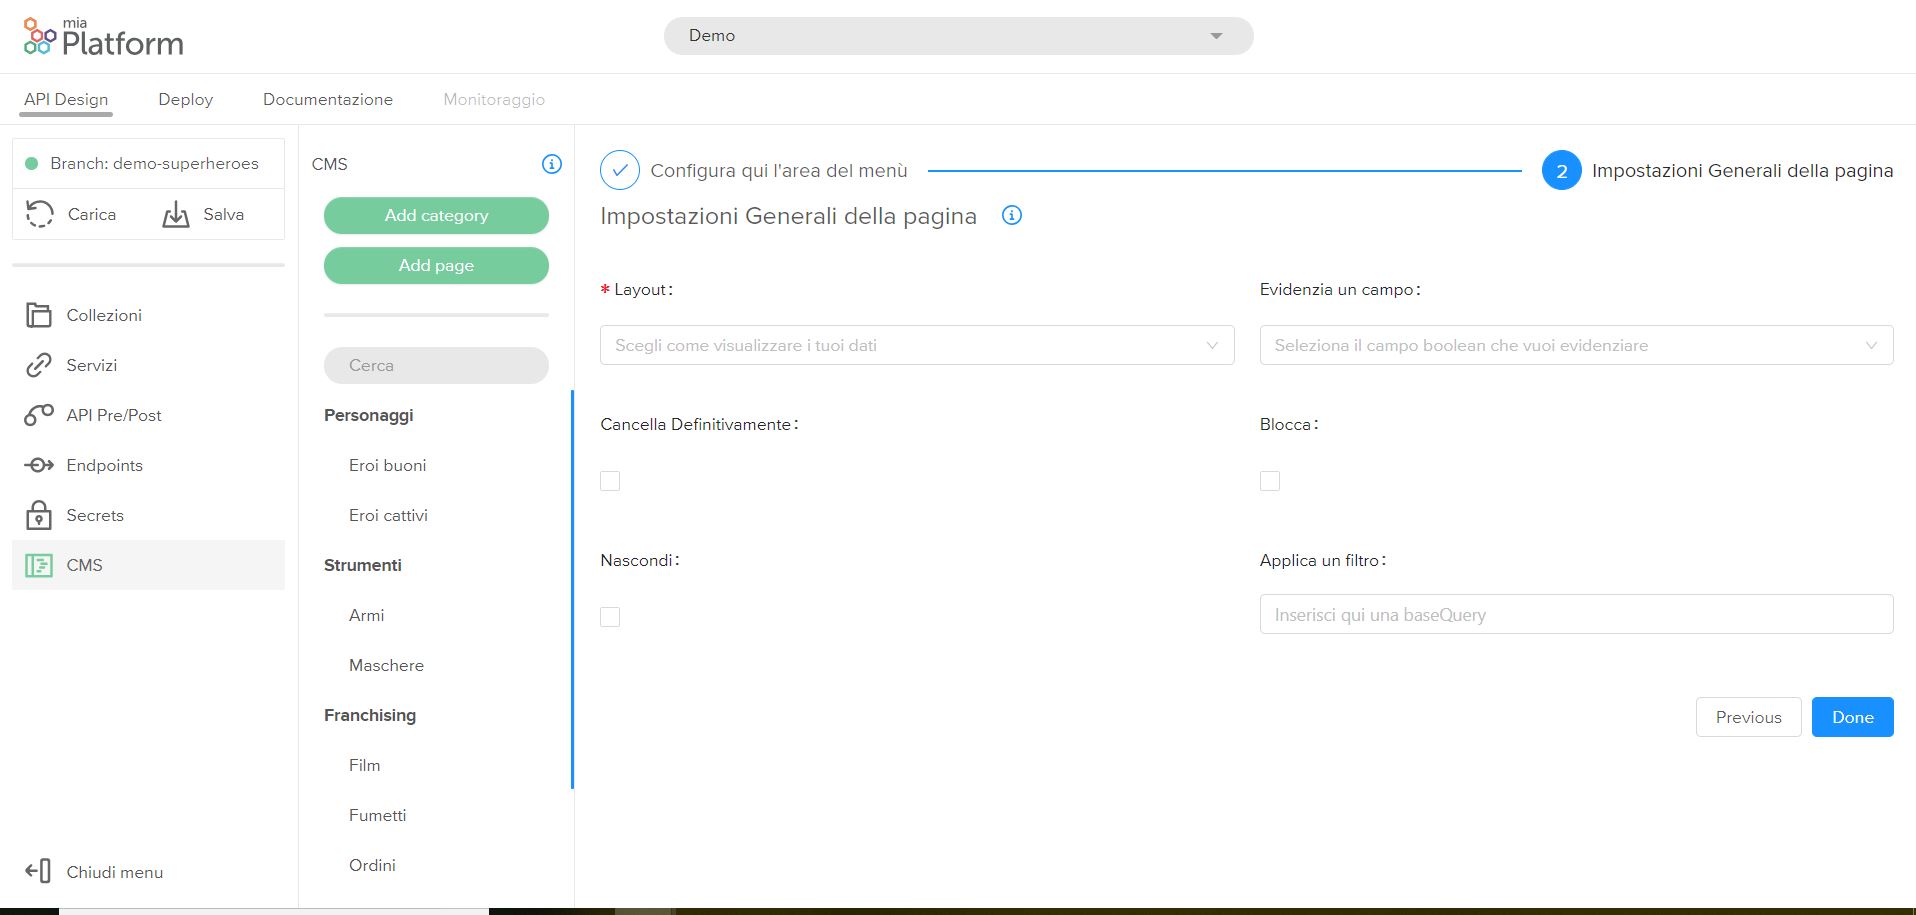 mia
Platform
Demo
API Design
Deploy
Documentazione
Monitoraggio
Branch: demo-superheroes
Carica
Salva
Collezioni
Servizi
API Pre/Post
Endpoints
Secrets
CMS
Chiudi menu
CMS
Add category
Add page
Cerca
Personaggi
Eroi buoni
Eroi cattivi
Strumenti
Armi
Maschere
Franchising
Film
Fumetti
Ordini
Configura qui l'area del menù
2 Impostazioni Generali della pagina
Impostazioni Generali della pagina
* Layout:
Scegli come visualizzare i tuoi dati
Evidenzia un campo:
Seleziona il campo boolean che vuoi evidenziare
Cancella Definitivamente:
Blocca:
Nascondi:
Applica un filtro:
Inserisci qui una baseQuery
Previous
Done